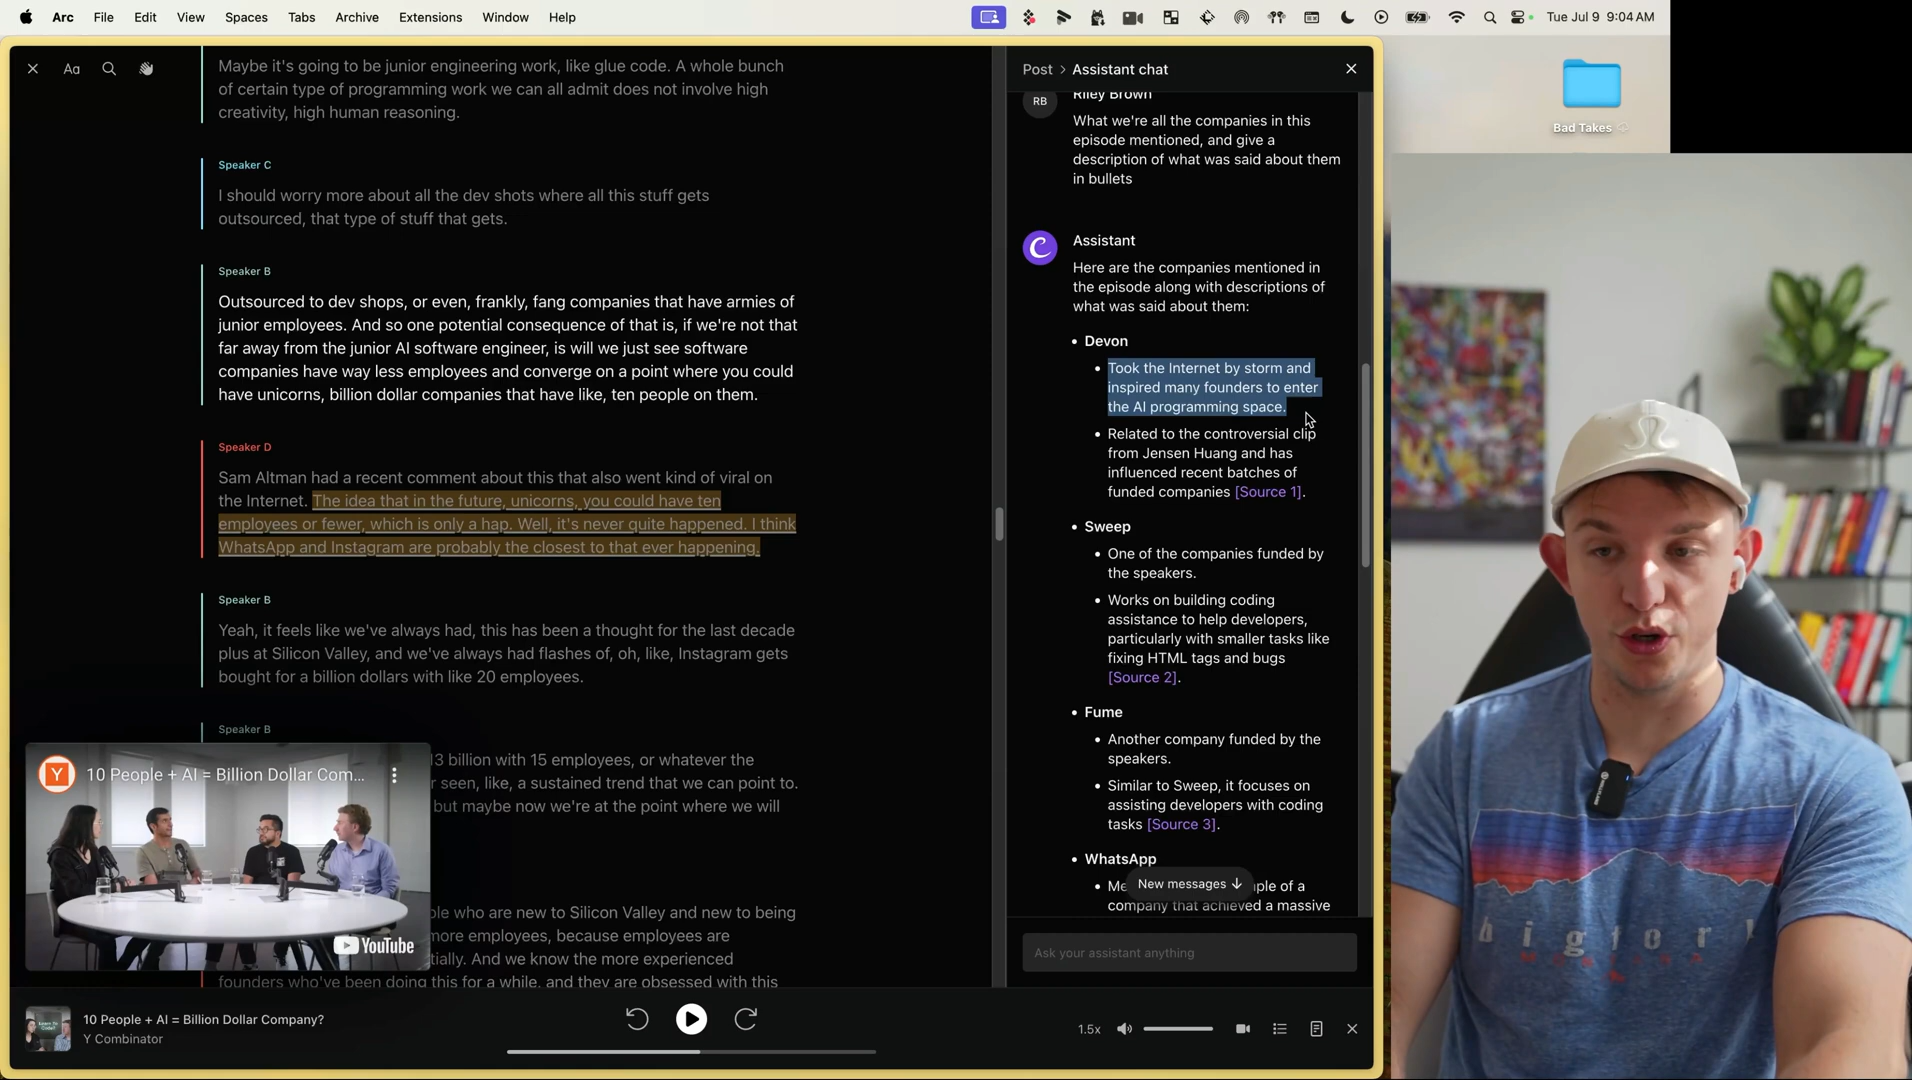 Arc File Edit View Spaces Tabs Archive Extensions Window Help
Tue Jul 9 9:04 AM
Bad Takes
Aa
Maybe it's going to be junior engineering work, like glue code. A whole bunch
of certain type of programming work we can all admit does not involve high
creativity, high human reasoning.
Speaker C
I should worry more about all the dev shots where all this stuff gets
outsourced, that type of stuff that gets.
Speaker B
Outsourced to dev shops, or even, frankly, fang companies that have armies of
junior employees. And so one potential consequence of that is, if we're not that
far away from the junior AI software engineer, is will we just see software
companies have way less employees and converge on a point where you could
have unicorns, billion dollar companies that have like, ten people on them.
Speaker D
Sam Altman had a recent comment about this that also went kind of viral on
the Internet. The idea that in the future, unicorns, you could have ten
employees or fewer, which is only a hap. Well, it's never quite happened. I think
WhatsApp and Instagram are probably the closest to that ever happening.
Speaker B
Yeah, it feels like we've always had, this has been a thought for the last decade
plus at Silicon Valley, and we've always had flashes of, oh, like, Instagram gets
bought for a billion dollars with like 20 employees.
Speaker B
13 billion with 15 employees, or whatever the
r seen, like, a sustained trend that we can point to.
but maybe now we're at the point where we will
ple who are new to Silicon Valley and new to being
more employees, because employees are
tially. And we know the more experienced
founders who've been doing this for a while, and they are obsessed with this
Y
10 People + AI = Billion Dollar Com...
YouTube
10 People + AI = Billion Dollar Company?
Y Combinator
1.5x
Post > Assistant chat
RB
Riley Brown
What we're all the companies in this
episode mentioned, and give a
description of what was said about them
in bullets
Assistant
Here are the companies mentioned in
the episode along with descriptions of
what was said about them:
• Devon
• Took the Internet by storm and
inspired many founders to enter
the AI programming space.
• Related to the controversial clip
from Jensen Huang and has
influenced recent batches of
funded companies [Source 1].
• Sweep
• One of the companies funded by
the speakers.
• Works on building coding
assistance to help developers,
particularly with smaller tasks like
fixing HTML tags and bugs
[Source 2].
• Fume
• Another company funded by the
speakers.
• Similar to Sweep, it focuses on
assisting developers with coding
tasks [Source 3].
• WhatsApp
New messages ↓
• Me ple of a
company that achieved a massive
Ask your assistant anything
bigfork